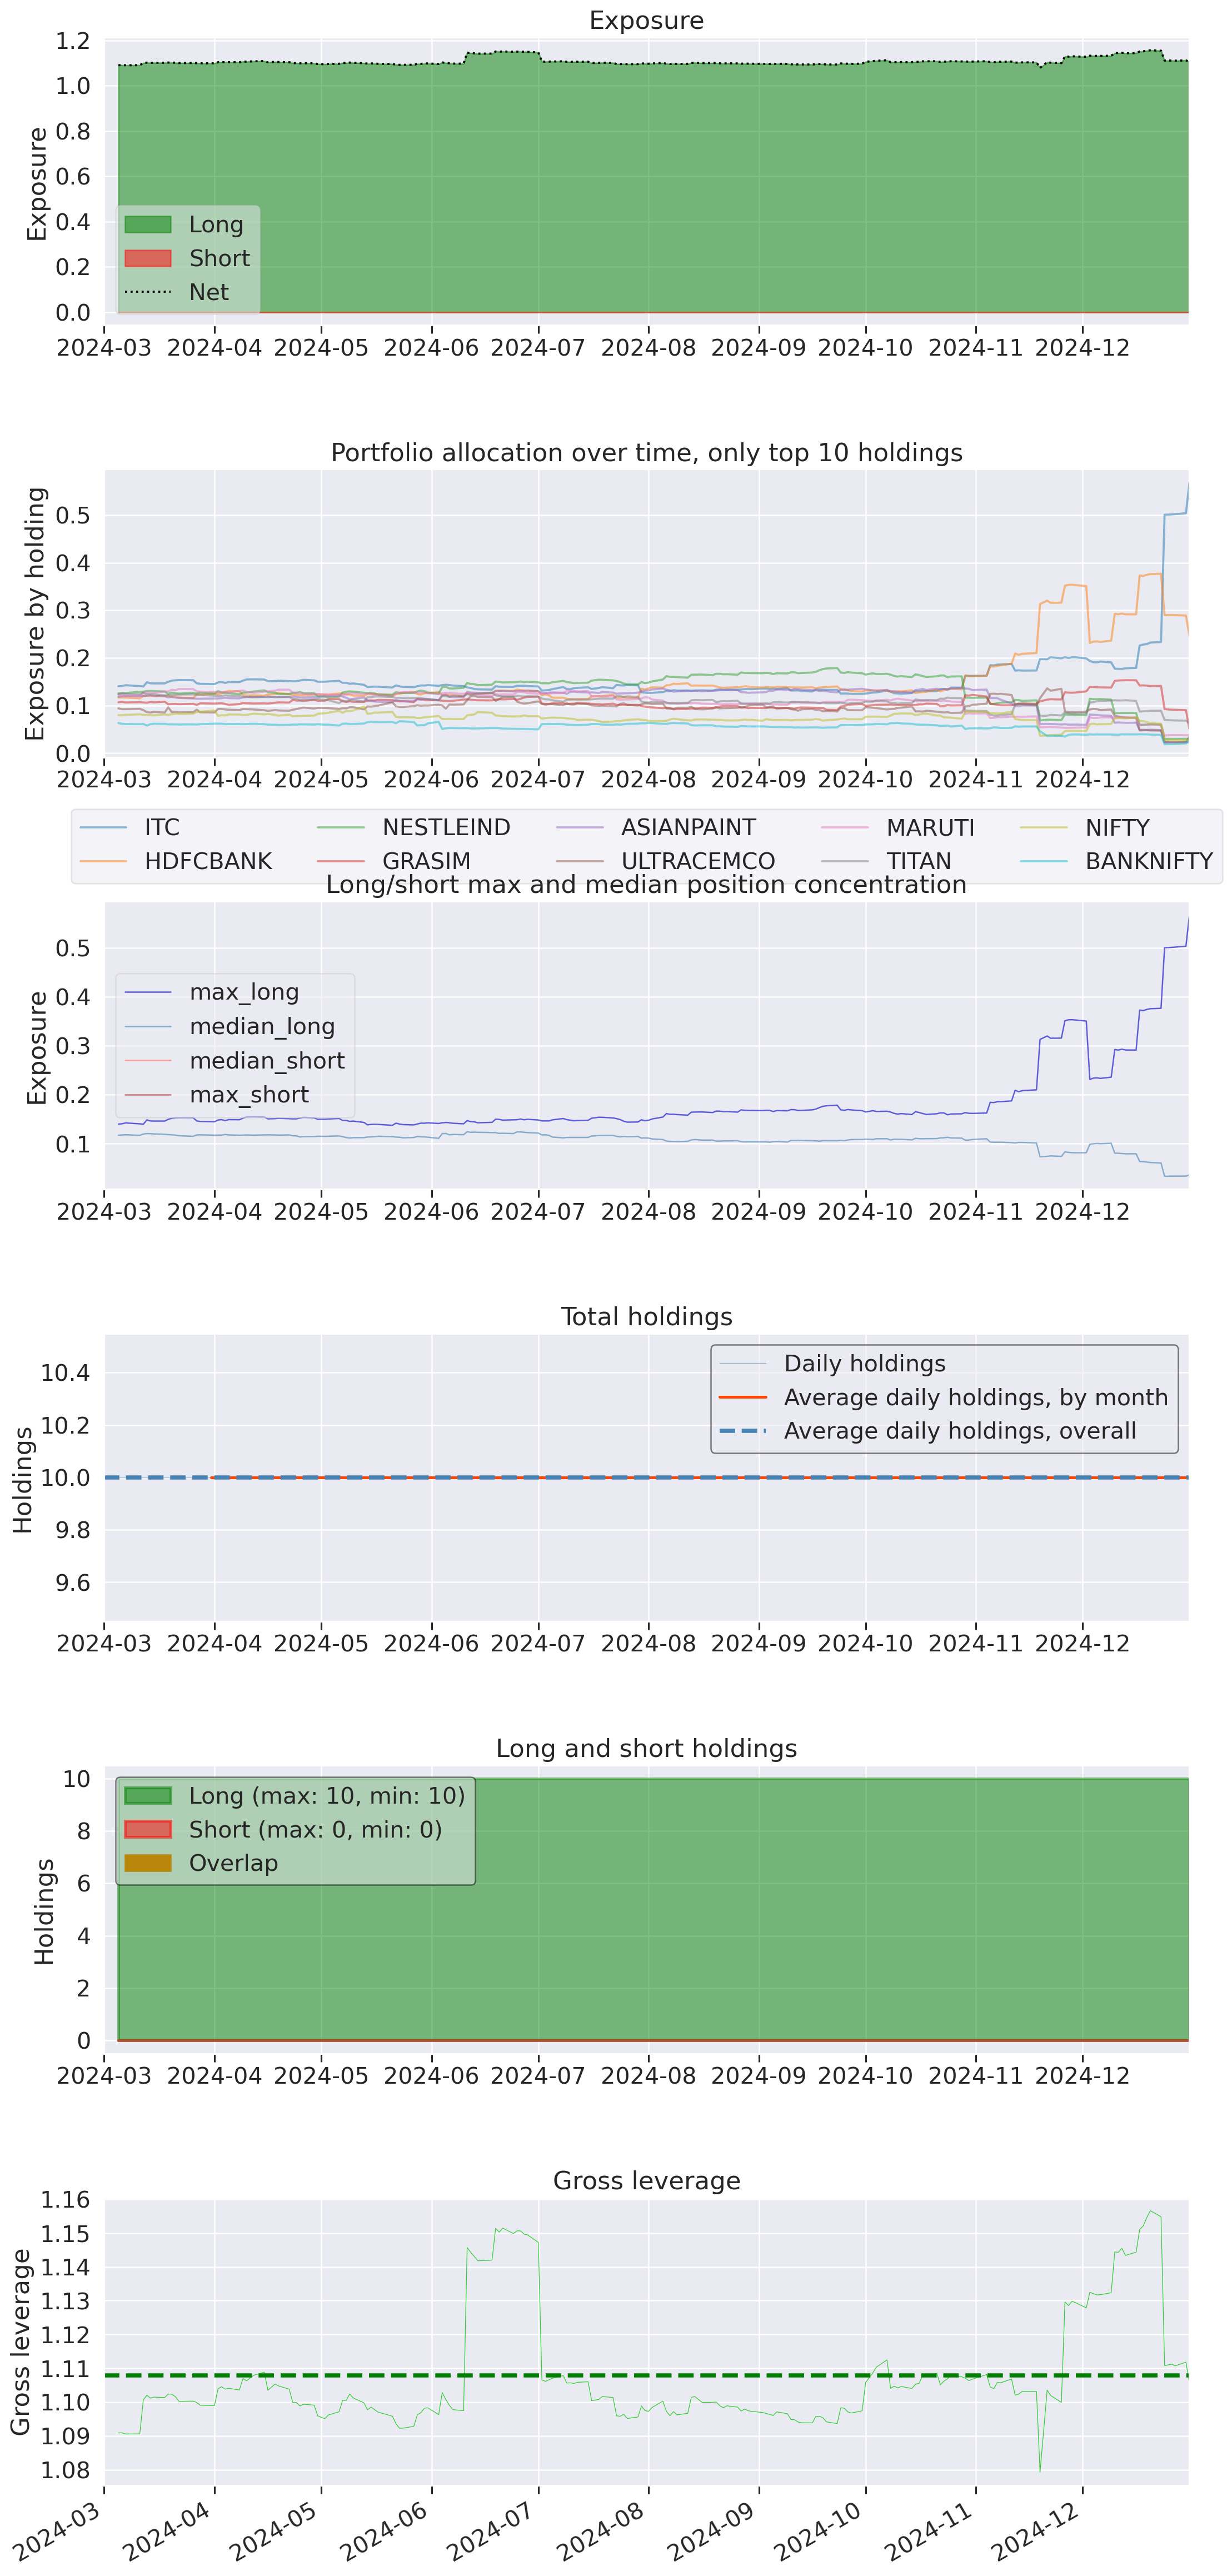 Exposure
1.2
1.0
0.8
0.6
0.4
0.2
0.0
Exposure
Long
Short
Net
2024-03 2024-04 2024-05 2024-06 2024-07 2024-08 2024-09 2024-10 2024-11 2024-12
Portfolio allocation over time, only top 10 holdings
0.5
0.4
0.3
0.2
0.1
0.0
Exposure by holding
2024-03 2024-04 2024-05 2024-06 2024-07 2024-08 2024-09 2024-10 2024-11 2024-12
ITC NESTLEIND ASIANPAINT MARUTI NIFTY
HDFCBANK GRASIM ULTRACEMCO TITAN BANKNIFTY
Long/short max and median position concentration
0.5
0.4
0.3
0.2
0.1
Exposure
max_long
median_long
median_short
max_short
2024-03 2024-04 2024-05 2024-06 2024-07 2024-08 2024-09 2024-10 2024-11 2024-12
Total holdings
10.4
10.2
10.0
9.8
9.6
Holdings
Daily holdings
Average daily holdings, by month
Average daily holdings, overall
2024-03 2024-04 2024-05 2024-06 2024-07 2024-08 2024-09 2024-10 2024-11 2024-12
Long and short holdings
10
8
6
4
2
0
Holdings
Long (max: 10, min: 10)
Short (max: 0, min: 0)
Overlap
2024-03 2024-04 2024-05 2024-06 2024-07 2024-08 2024-09 2024-10 2024-11 2024-12
Gross leverage
1.16
1.15
1.14
1.13
1.12
1.11
1.10
1.09
1.08
Gross leverage
2024-03 2024-04 2024-05 2024-06 2024-07 2024-08 2024-09 2024-10 2024-11 2024-12